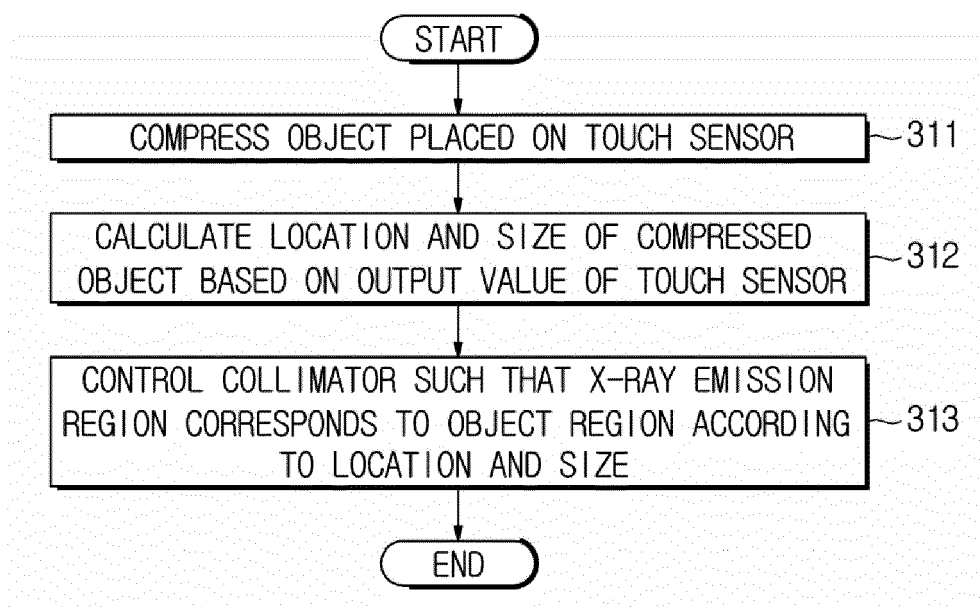 START
COMPRESS OBJECT PLACED ON TOUCH SENSOR
311
CALCULATE LOCATION AND SIZE OF COMPRESSED
OBJECT BASED ON OUTPUT VALUE OF TOUCH SENSOR
312
CONTROL COLLIMATOR SUCH THAT X-RAY EMISSION
REGION CORRESPONDS TO OBJECT REGION ACCORDING
TO LOCATION AND SIZE
313
END